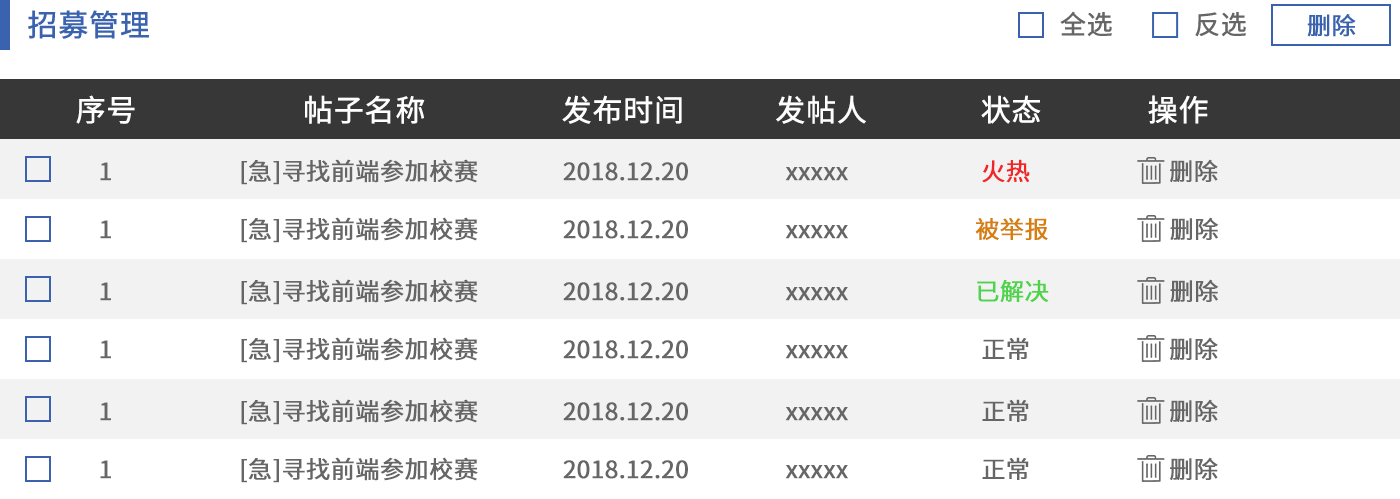 招募管理 全选 反选 删除
序号 帖子名称 发布时间 发帖人 状态 操作
1 [急]寻找前端参加校赛 2018.12.20 xxxxx 火热 删除
1 [急]寻找前端参加校赛 2018.12.20 xxxxx 被举报 删除
1 [急]寻找前端参加校赛 2018.12.20 xxxxx 已解决 删除
1 [急]寻找前端参加校赛 2018.12.20 xxxxx 正常 删除
1 [急]寻找前端参加校赛 2018.12.20 xxxxx 正常 删除
1 [急]寻找前端参加校赛 2018.12.20 xxxxx 正常 删除